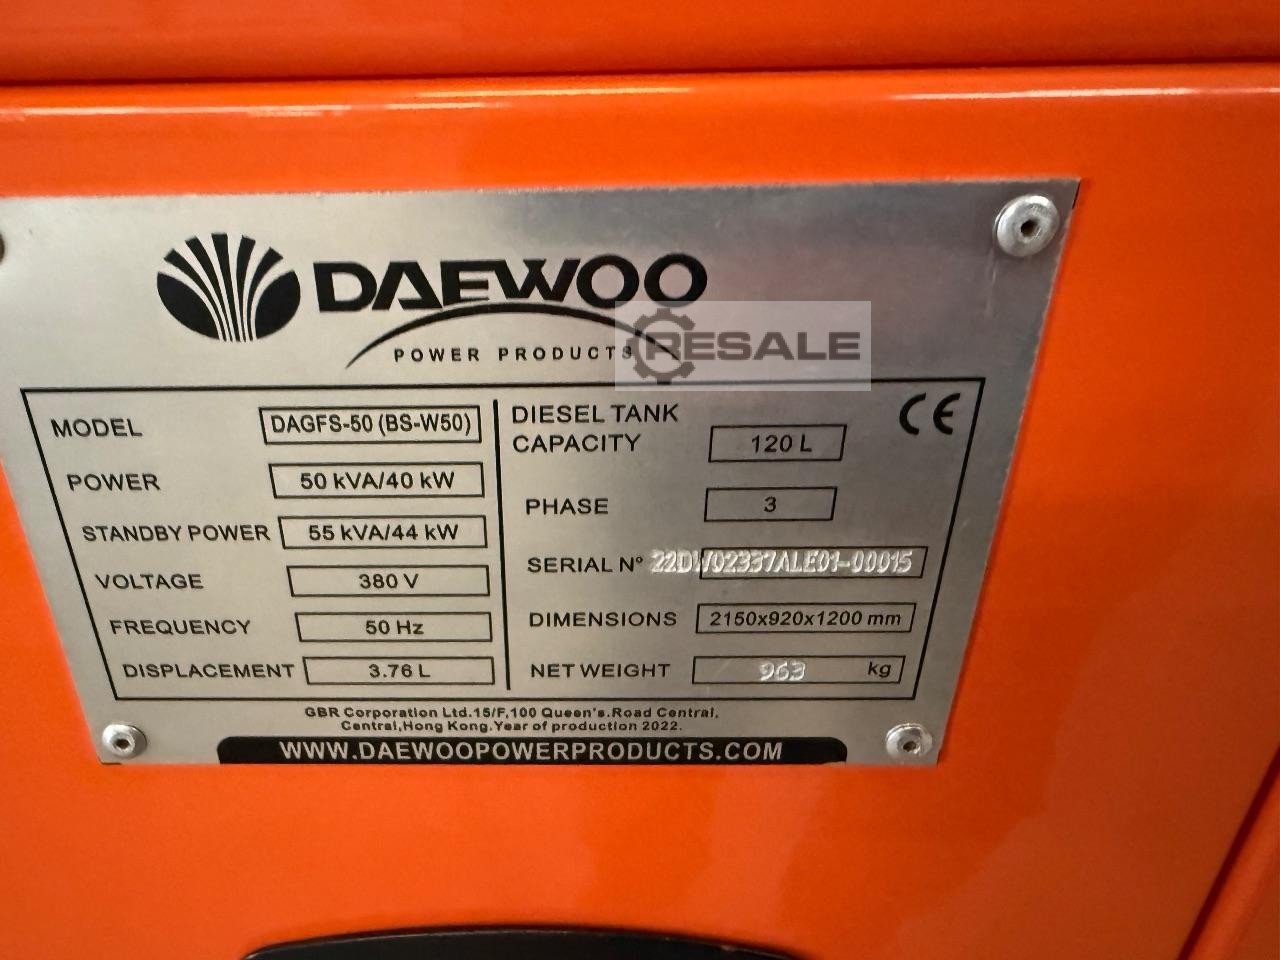 DAEWOO
POWER PRODUCTS
RESALE
MODEL DAGFS-50 (BS-W50)
POWER 50 kVA/40 kW
STANDBY POWER 55 kVA/44 kW
VOLTAGE 380 V
FREQUENCY 50 Hz
DISPLACEMENT 3.76 L
DIESEL TANK
CAPACITY 120 L
CE
PHASE 3
SERIAL Nº 22DW02337ALE01-00015
DIMENSIONS 2150x920x1200 mm
NET WEIGHT 963 kg
GBR Corporation Ltd.15/F,100 Queen's.Road Central,
Central,Hong Kong.Year of production 2022.
WWW.DAEWOOPOWERPRODUCTS.COM